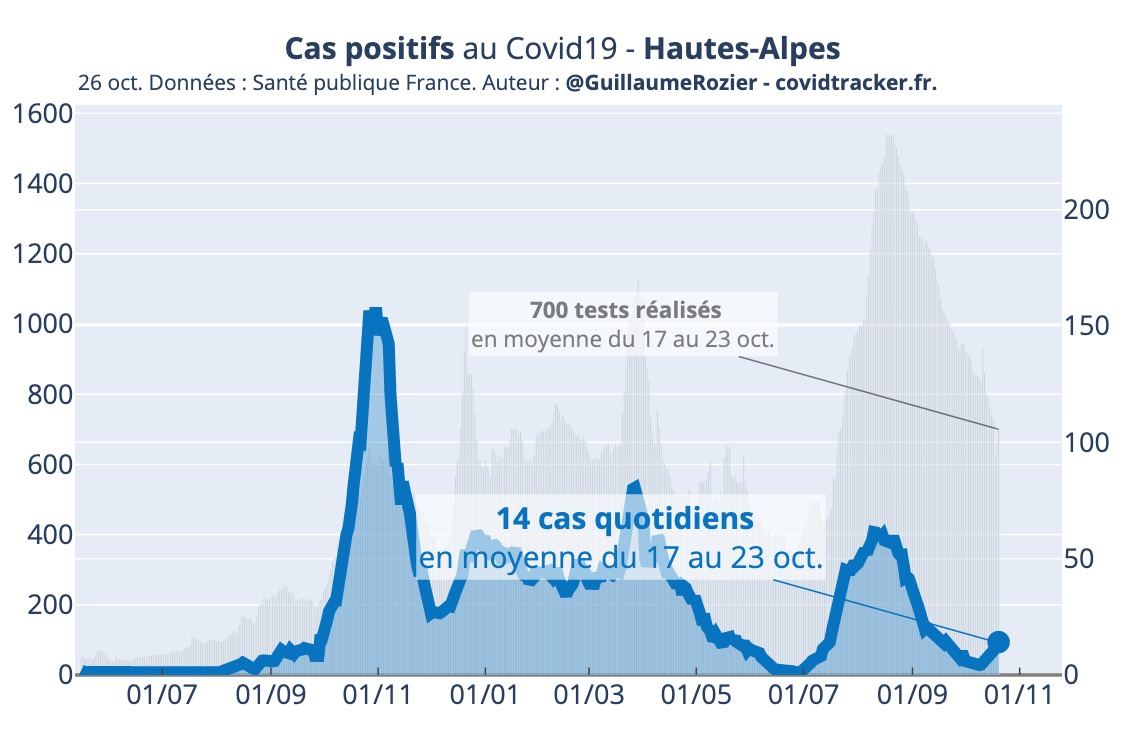 Cas positifs au Covid19 - Hautes-Alpes
26 oct. Données : Santé publique France. Auteur : @GuillaumeRozier - covidtracker.fr.
1600
1400
1200
1000
800
600
400
200
0
200
150
100
50
0
700 tests réalisés
en moyenne du 17 au 23 oct.
14 cas quotidiens
en moyenne du 17 au 23 oct.
01/07 01/09 01/11 01/01 01/03 01/05 01/07 01/09 01/11